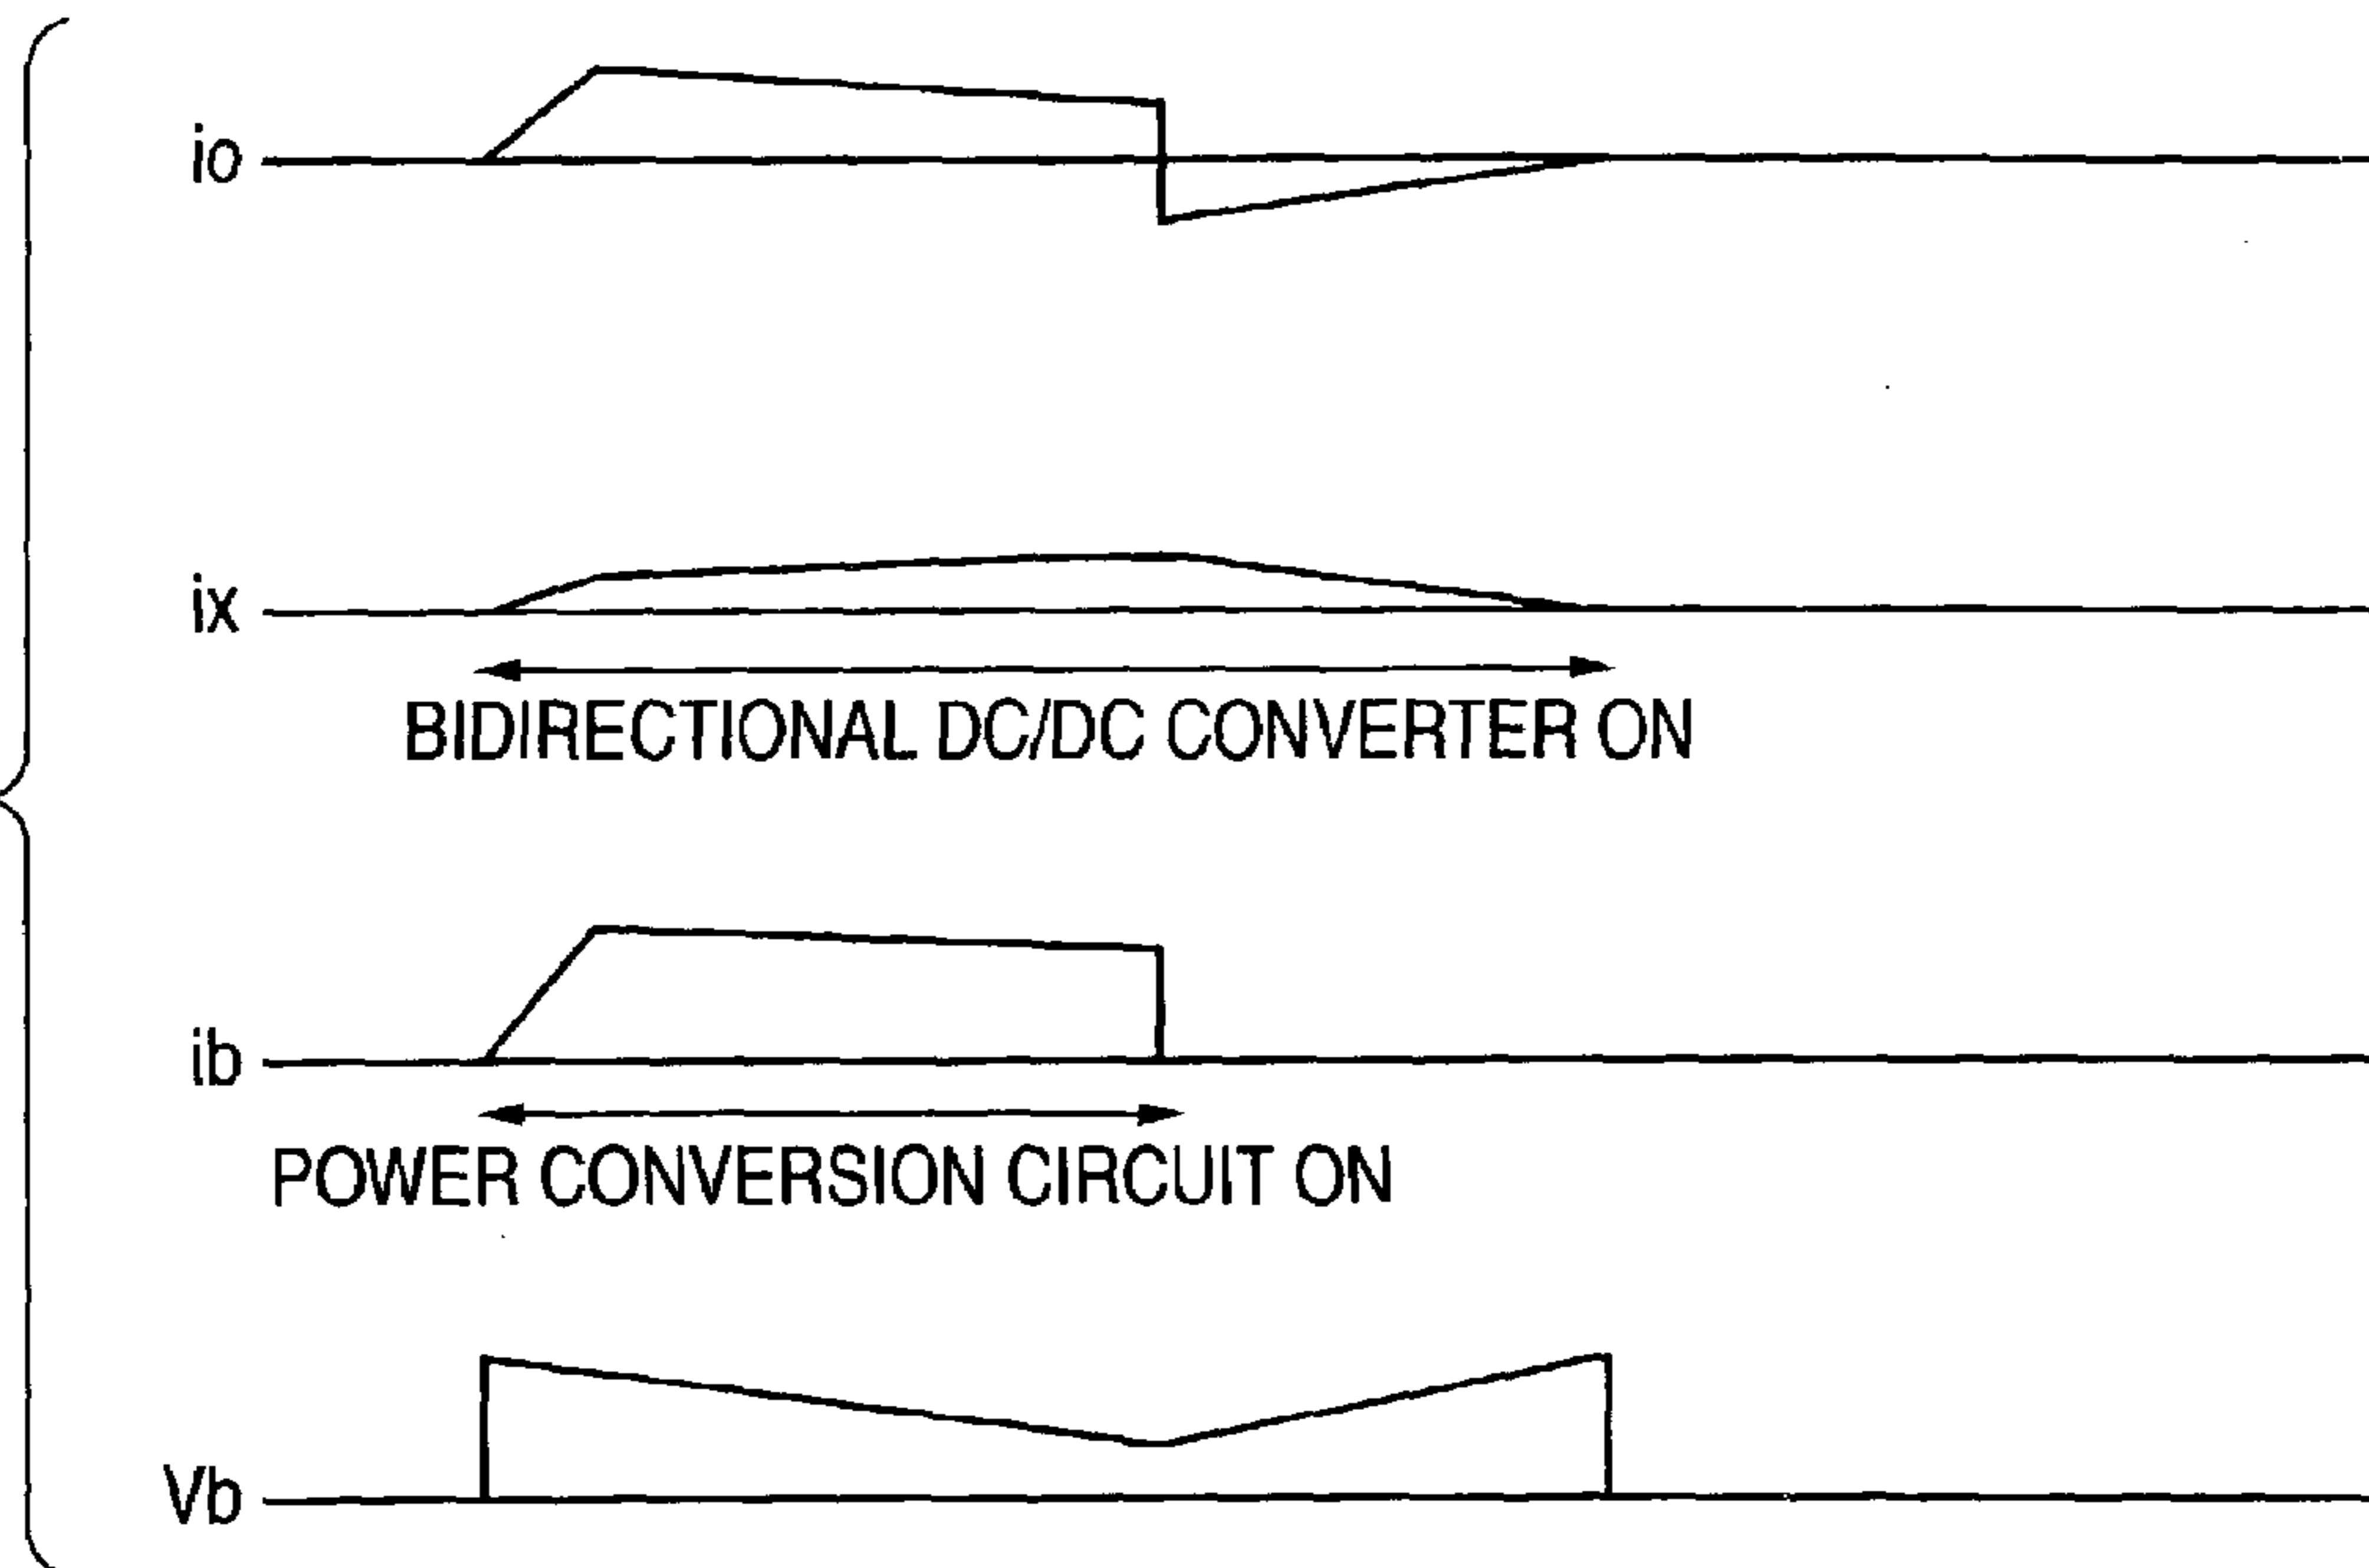 io
ix
BIDIRECTIONAL DC/DC CONVERTER ON
ib
POWER CONVERSION CIRCUIT ON
Vb